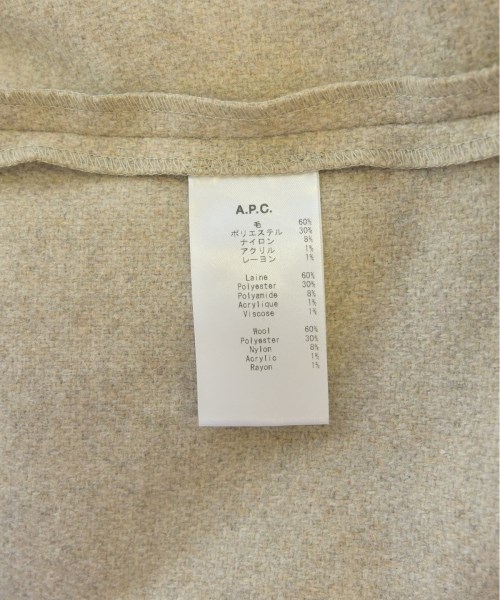 A.P.C.
毛 60%
ポリエステル 30%
ナイロン 8%
アクリル 1%
レーヨン 1%
Laine 60%
Polyester 30%
Polyamide 8%
Acrylique 1%
Viscose 1%
Wool 60%
Polyester 30%
Nylon 8%
Acrylic 1%
Rayon 1%